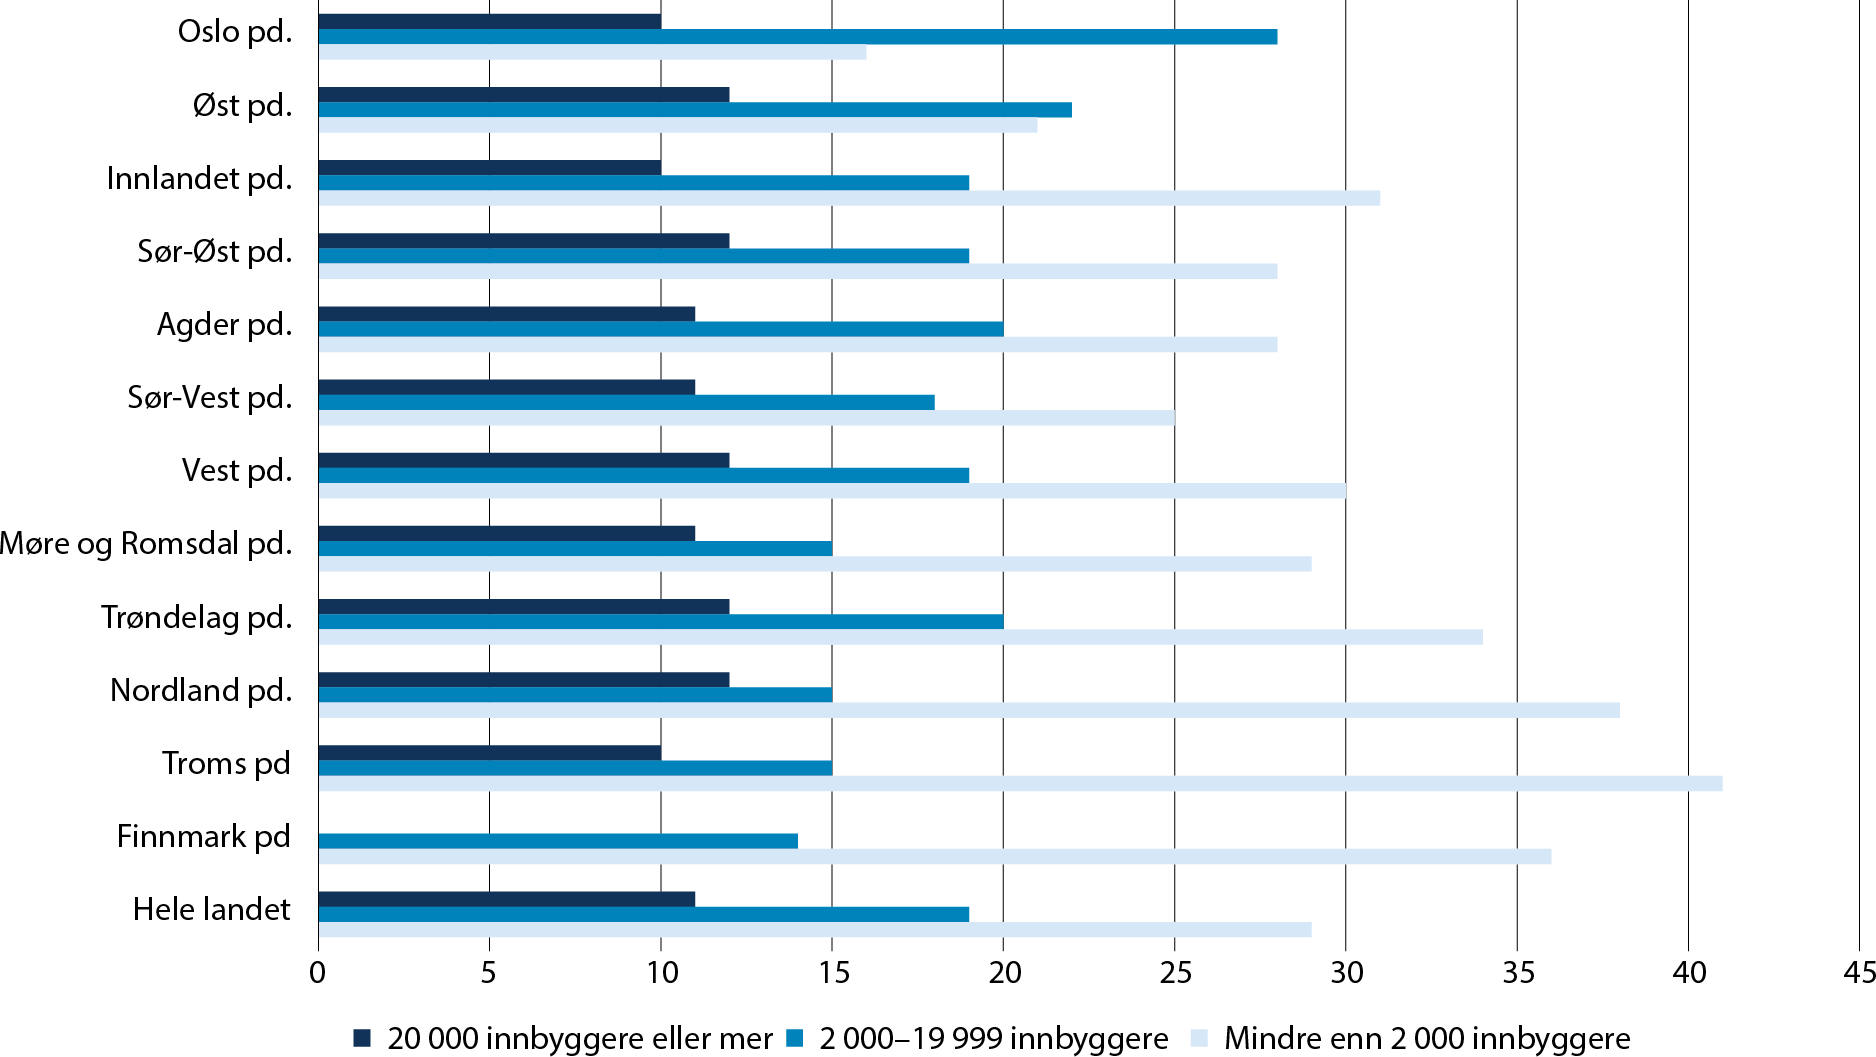 Oslo pd.
Øst pd.
Innlandet pd.
Sør-Øst pd.
Agder pd.
Sør-Vest pd.
Vest pd.
Møre og Romsdal pd.
Trøndelag pd.
Nordland pd.
Troms pd
Finnmark pd
Hele landet
0 5 10 15 20 25 30 35 40 45
20 000 innbyggere eller mer 2 000–19 999 innbyggere Mindre enn 2 000 innbyggere